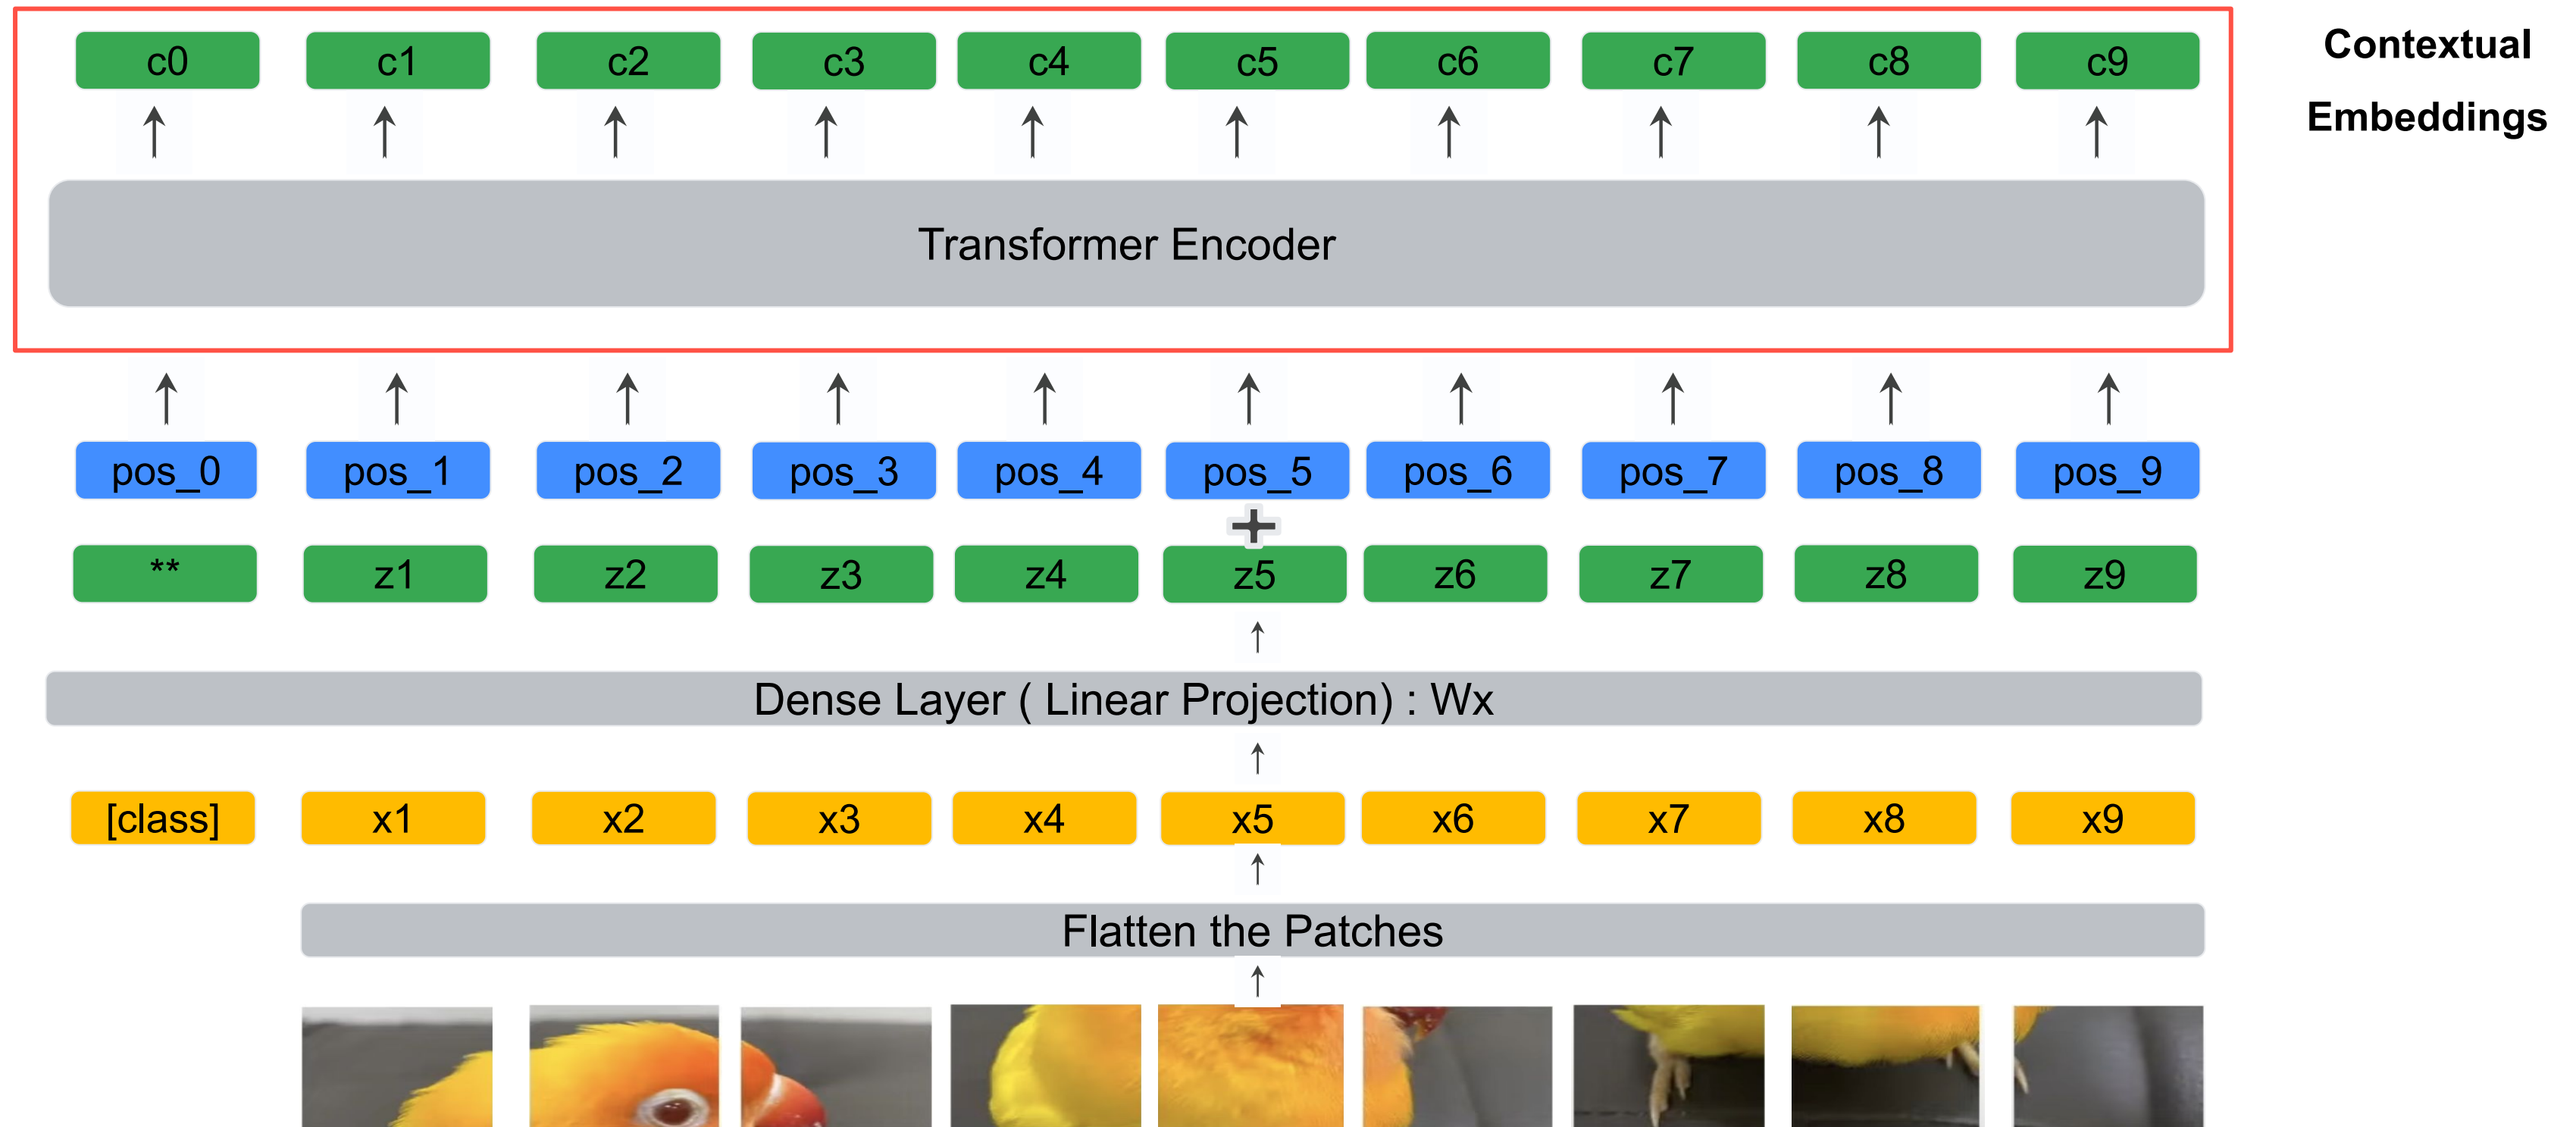 c0 c1 c2 c3 c4 c5 c6 c7 c8 c9
Contextual
Embeddings
Transformer Encoder
pos_0 pos_1 pos_2 pos_3 pos_4 pos_5 pos_6 pos_7 pos_8 pos_9
+
** z1 z2 z3 z4 z5 z6 z7 z8 z9
Dense Layer ( Linear Projection) : Wx
[class] x1 x2 x3 x4 x5 x6 x7 x8 x9
Flatten the Patches